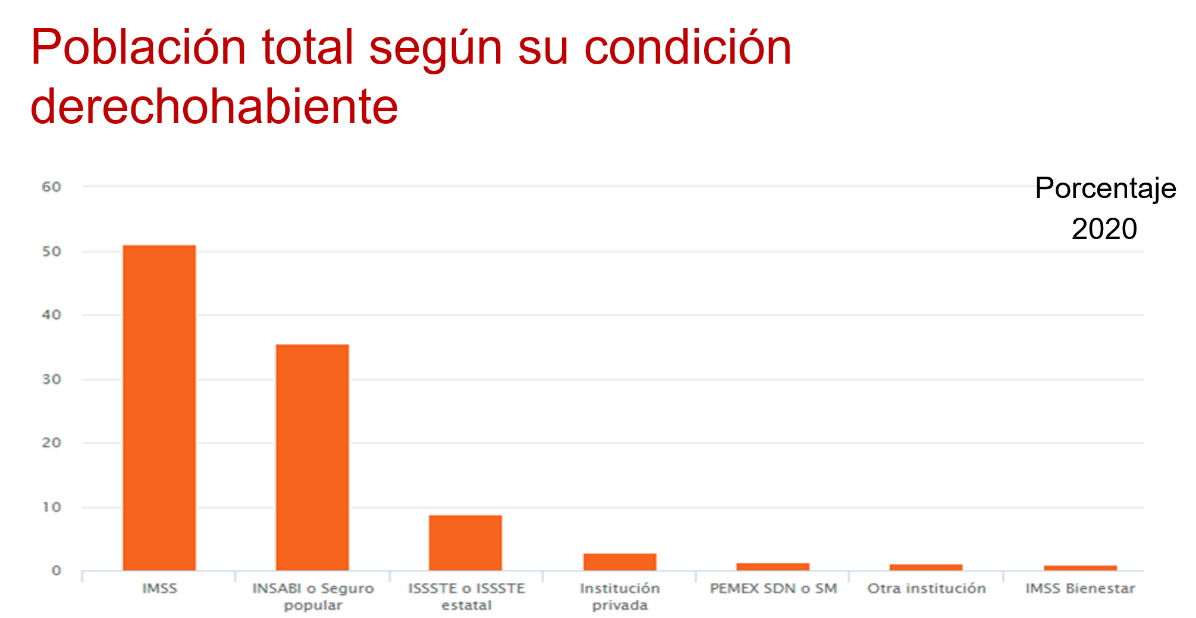 Población total según su condición
derechohabiente
Porcentaje
2020
60
50
40
30
20
10
0
IMSS
INSABI o Seguro
popular
ISSSTE o ISSSTE
estatal
Institución
privada
PEMEX SDN o SM
Otra institución
IMSS Bienestar